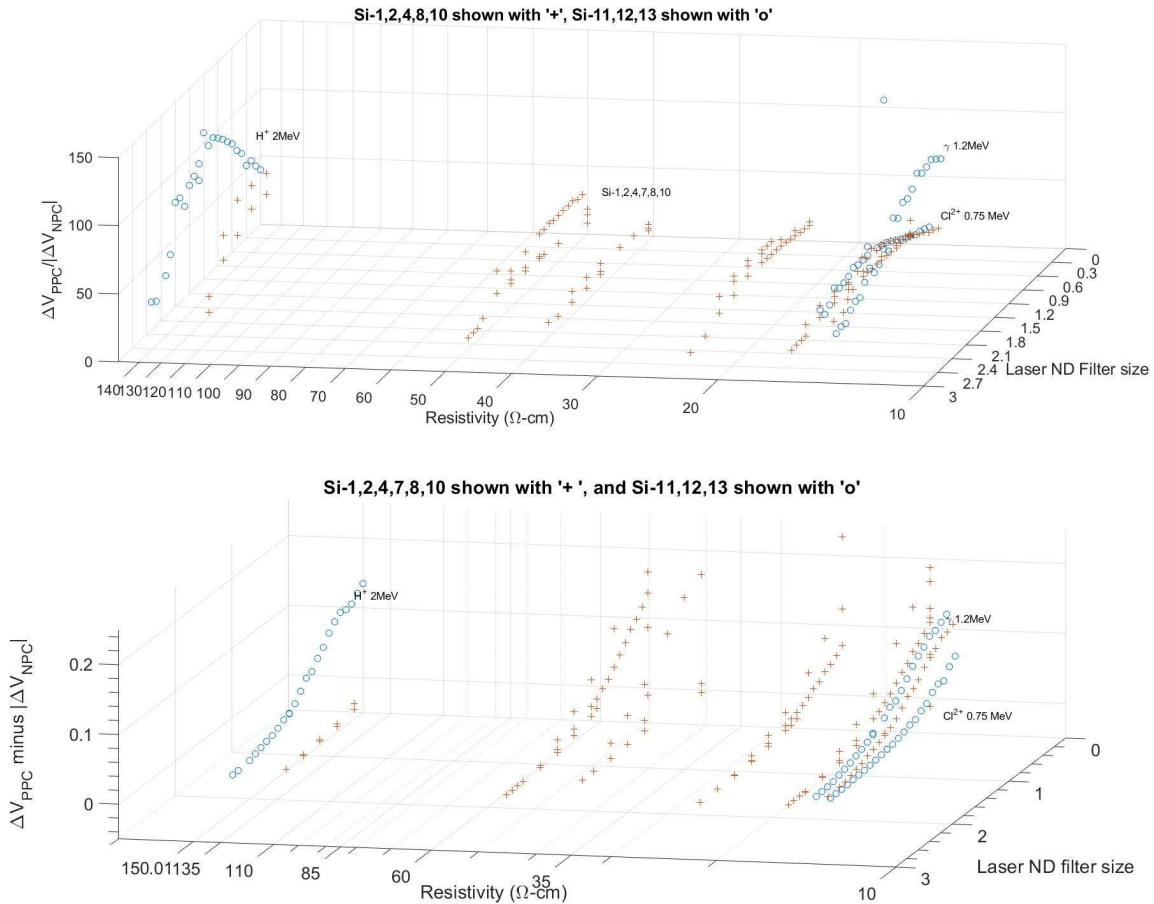 Si-1,2,4,8,10 shown with '+', Si-11,12,13 shown with 'o'
H+ 2MeV
γ 1.2MeV
Si-1,2,4,7,8,10
Cl2+ 0.75 MeV
150
100
50
0
ΔVPPC/|ΔVNPC|
0
0.3
0.6
0.9
1.2
1.5
1.8
2.1
2.4
2.7
3
Laser ND Filter size
140 130 120 110 100 90 80 70 60 50 40 30 20 10
Resistivity (Ω-cm)
Si-1,2,4,7,8,10 shown with '+ ', and Si-11,12,13 shown with 'o'
H+ 2MeV
γ 1.2MeV
Cl2+ 0.75 MeV
0.2
0.1
0
ΔVPPC minus |ΔVNPC|
0
1
2
3
Laser ND filter size
150.01 135 110 85 60 35 10
Resistivity (Ω-cm)